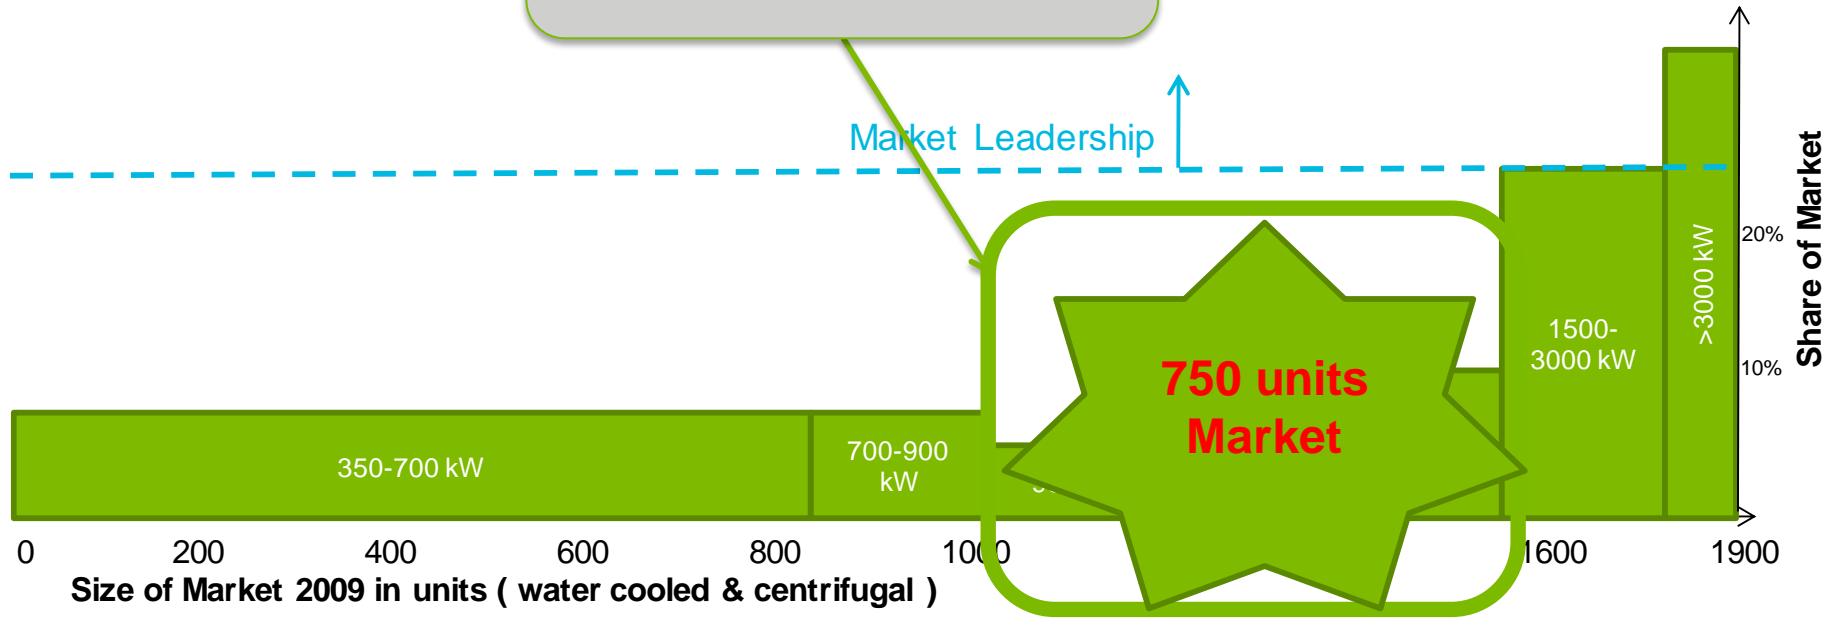 Market Leadership
20%
10%
Share of Market
>3000 kW
1500-
3000 kW
750 units
Market
700-900
kW
350-700 kW
0 200 400 600 800 1000 1600 1900
Size of Market 2009 in units ( water cooled & centrifugal )